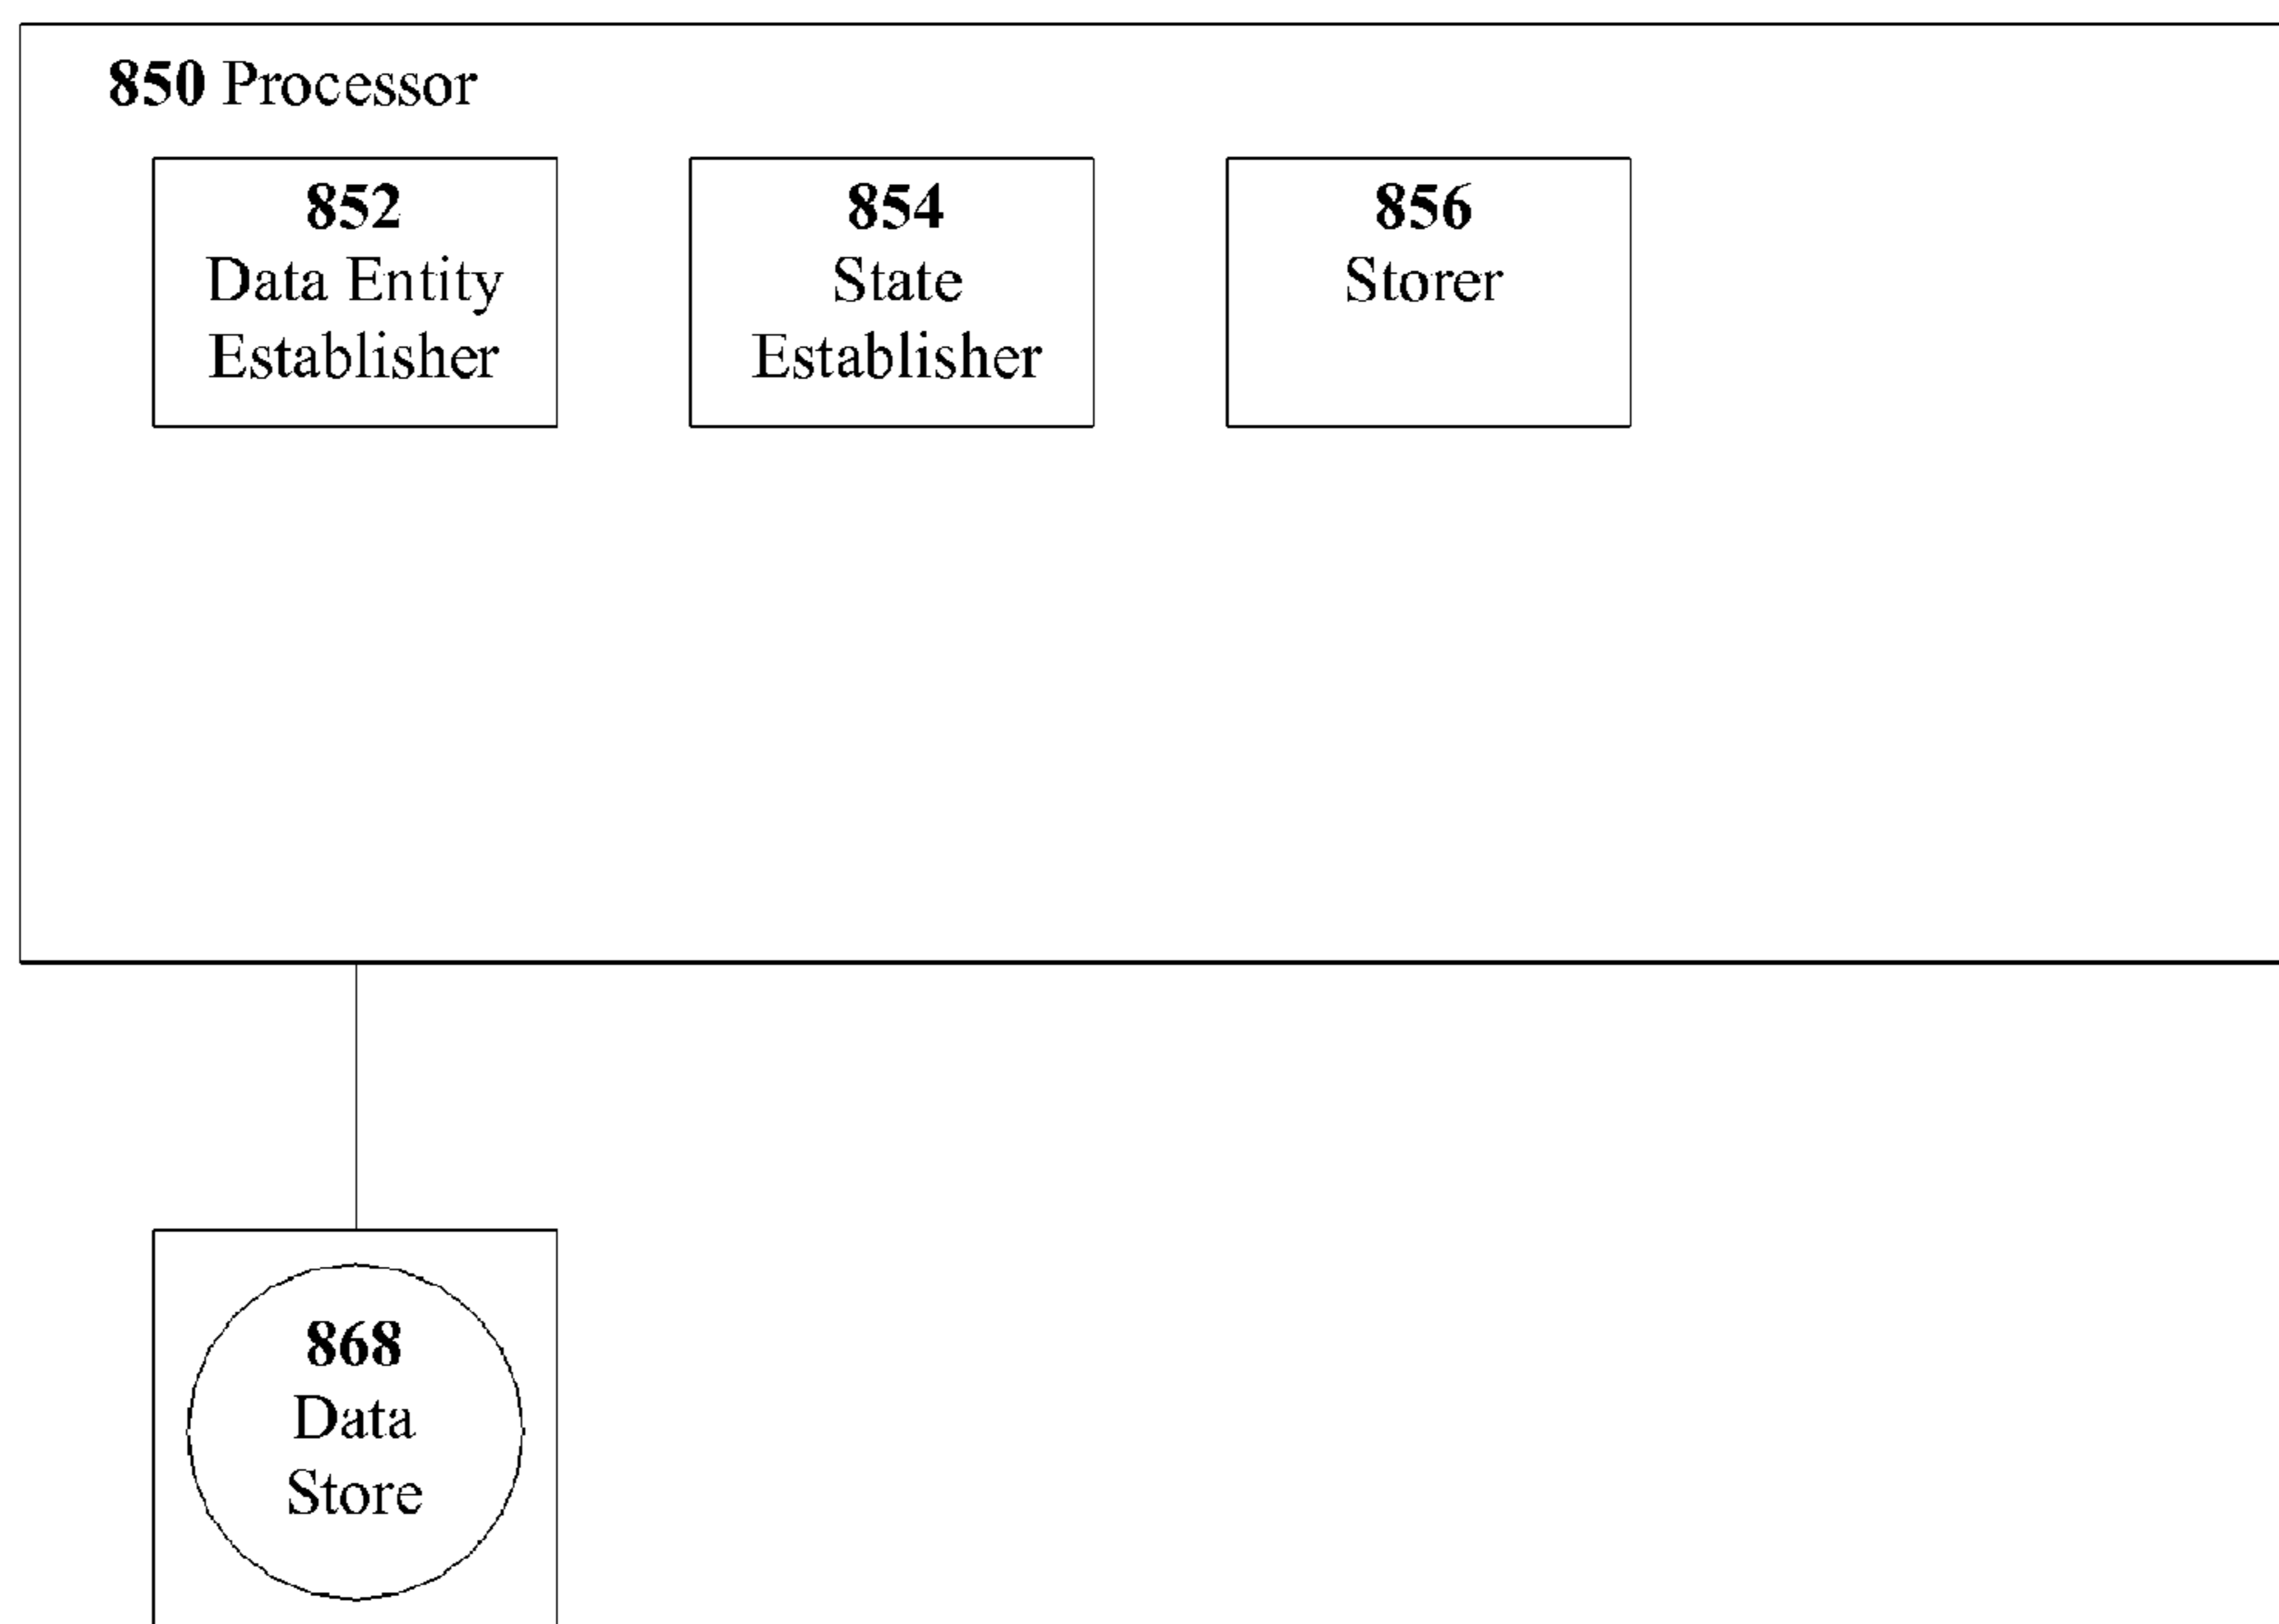 850 Processor
852
Data Entity
Establisher
854
State
Establisher
856
Storer
868
Data
Store